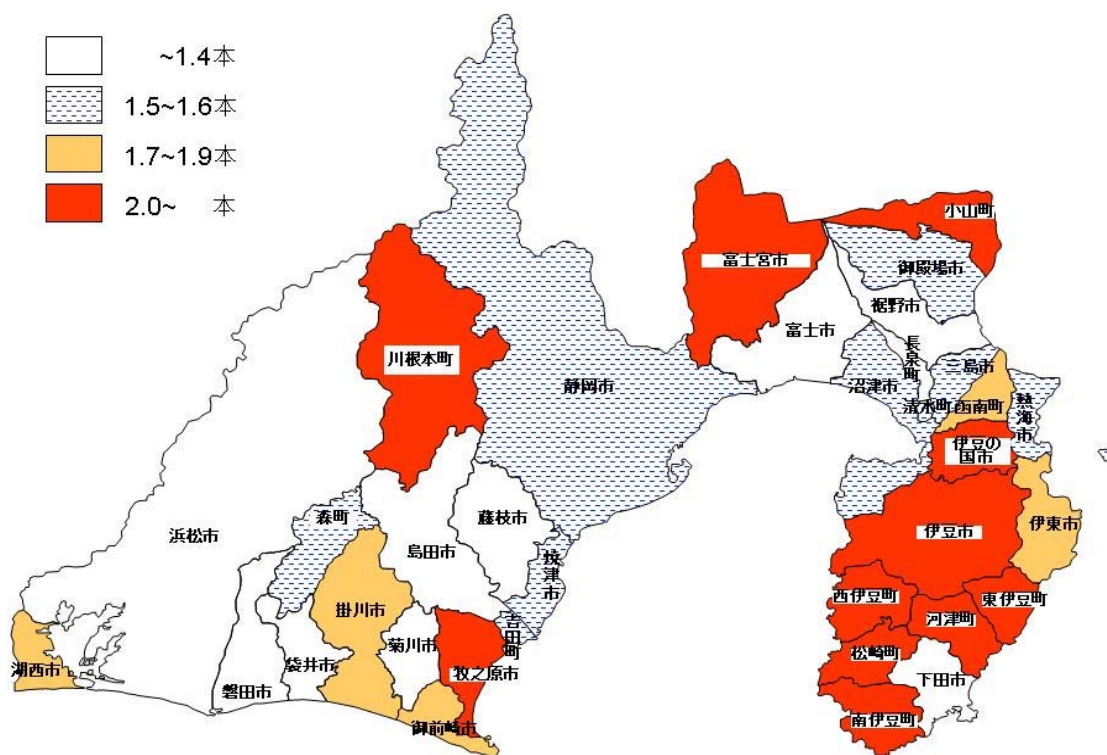 ~1.4本
1.5~1.6本
1.7~1.9本
2.0~ 本
小山町
富士宮市
御殿場市
裾野市
富士市
長泉町
川根本町
静岡市
沼津市
三島市
清水町
函南町
熱海市
伊豆の
国市
藤枝市
森町
浜松市
島田市
焼津市
伊東市
伊豆市
掛川市
西伊豆町
東伊豆町
河津町
吉田町
菊川市
松崎町
湖西市
袋井市
牧之原市
下田市
磐田市
御前崎市
南伊豆町